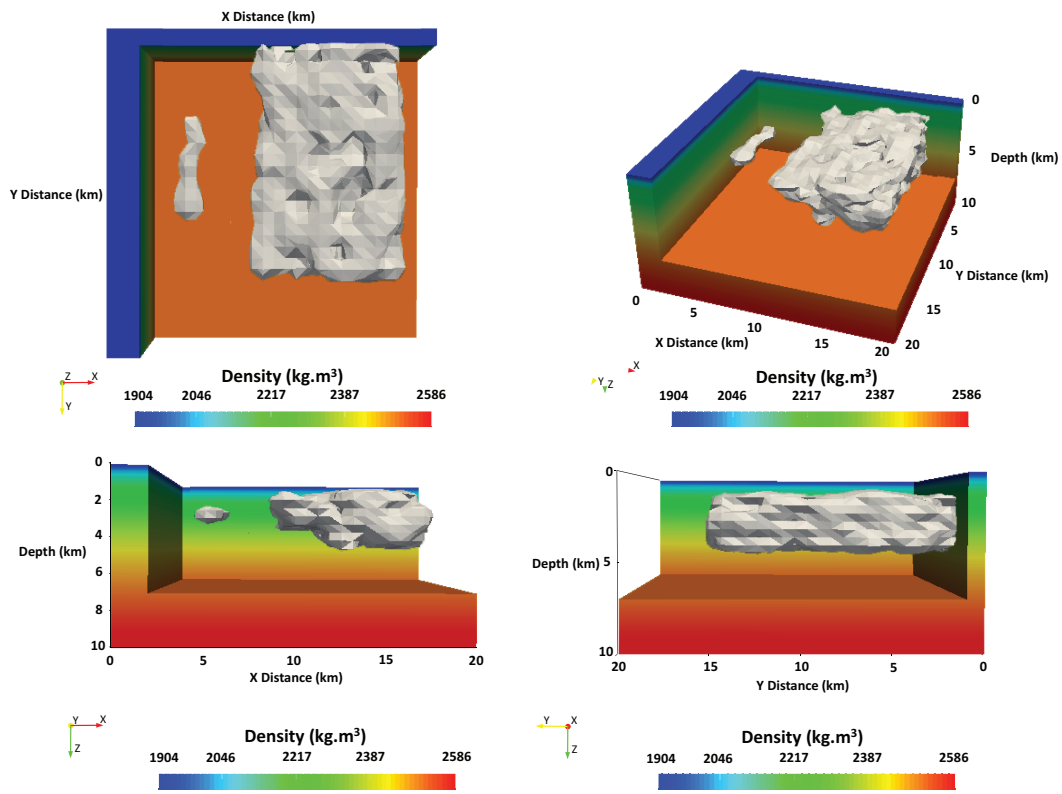 X Distance (km)
Y Distance (km)
Z
X
Y
Density (kg.m³)
1904 2046 2217 2387 2586
0
5
Depth (km)
10
5
10
Y Distance (km)
15
20
0
5
10
15
20
X Distance (km)
X
Y
Z
Density (kg.m³)
1904 2046 2217 2387 2586
0
2
4
Depth (km)
6
8
10
0 5 10 15 20
X Distance (km)
Y
X
Z
Density (kg.m³)
1904 2046 2217 2387 2586
0
Depth (km)
5
10
20 15 10 5 0
Y Distance (km)
Y
X
Z
Density (kg.m³)
1904 2046 2217 2387 2586